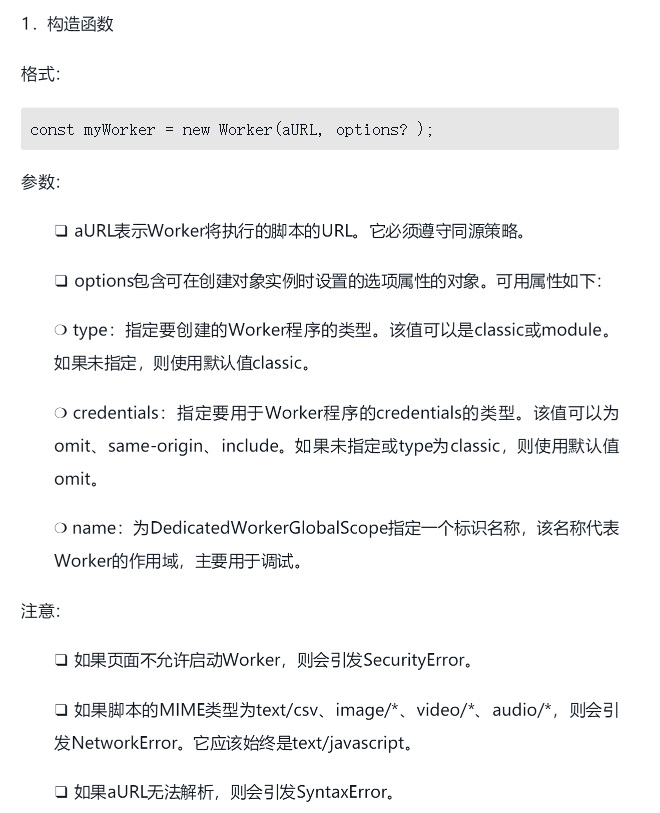 1．构造函数
格式：
const myWorker = new Worker(aURL, options? );
参数：
❑ aURL表示Worker将执行的脚本的URL。它必须遵守同源策略。
❑ options包含可在创建对象实例时设置的选项属性的对象。可用属性如下：
❍ type：指定要创建的Worker程序的类型。该值可以是classic或module。
如果未指定，则使用默认值classic。
❍ credentials：指定要用于Worker程序的credentials的类型。该值可以为
omit、same-origin、include。如果未指定或type为classic，则使用默认值
omit。
❍ name：为DedicatedWorkerGlobalScope指定一个标识名称，该名称代表
Worker的作用域，主要用于调试。
注意：
❑ 如果页面不允许启动Worker，则会引发SecurityError。
❑ 如果脚本的MIME类型为text/csv、image/*、video/*、audio/*，则会引
发NetworkError。它应该始终是text/javascript。
❑ 如果aURL无法解析，则会引发SyntaxError。